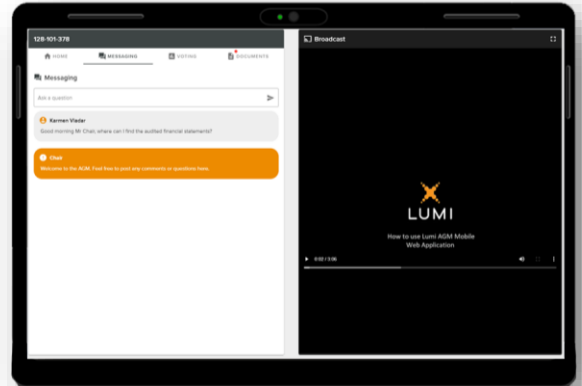 128-101-378
HOME
MESSAGING
VOTING
DOCUMENTS
Messaging
Ask a question
Karmen Vladar
Good morning Mr Chair, where can I find the audited financial statements?
Chair
Welcome to the AGM. Feel free to post any comments or questions here.
Broadcast
LUMI
How to use Lumi AGM Mobile
Web Application
0:02 / 3:06